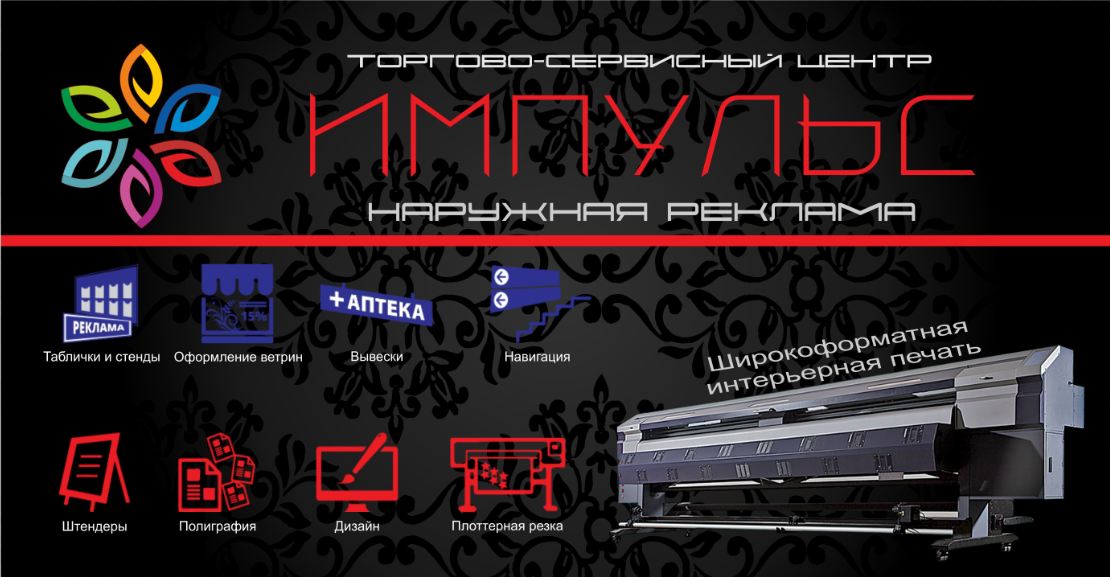 ТОРГОВО-СЕРВИСНЫЙ ЦЕНТР
ИМПУЛЬС
НАРУЖНАЯ РЕКЛАМА
РЕКЛАМА
15%
+АПТЕКА
Таблички и стенды
Оформление ветрин
Вывески
Навигация
Широкоформатная
интерьерная печать
Штендеры
Полиграфия
Дизайн
Плоттерная резка